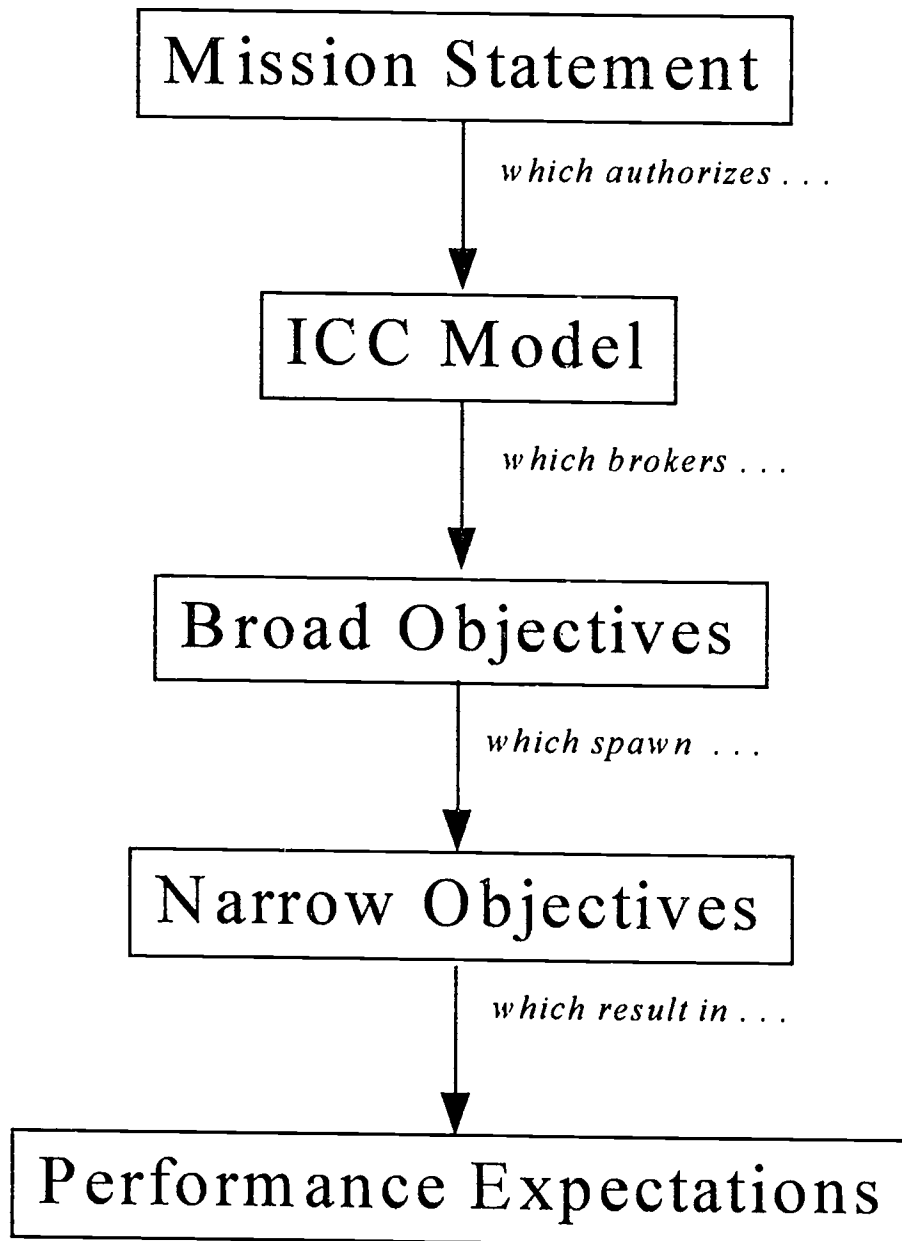 Mission Statement
which authorizes . . .
ICC Model
which brokers . . .
Broad Objectives
which spawn . . .
Narrow Objectives
which result in . . .
Performance Expectations